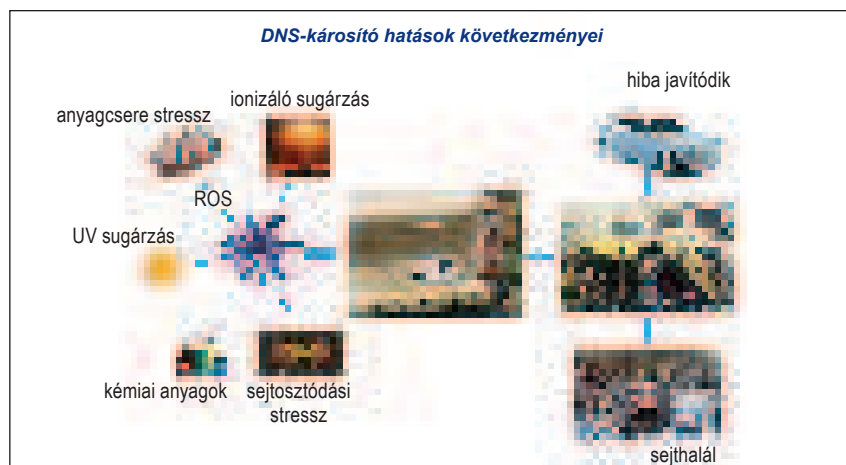 DNS-károsító hatások következményei
hiba javítódik
ionizáló sugárzás
anyagcsere stressz
ROS
UV sugárzás
kémiai anyagok
sejtosztódási
stressz
sejthalál